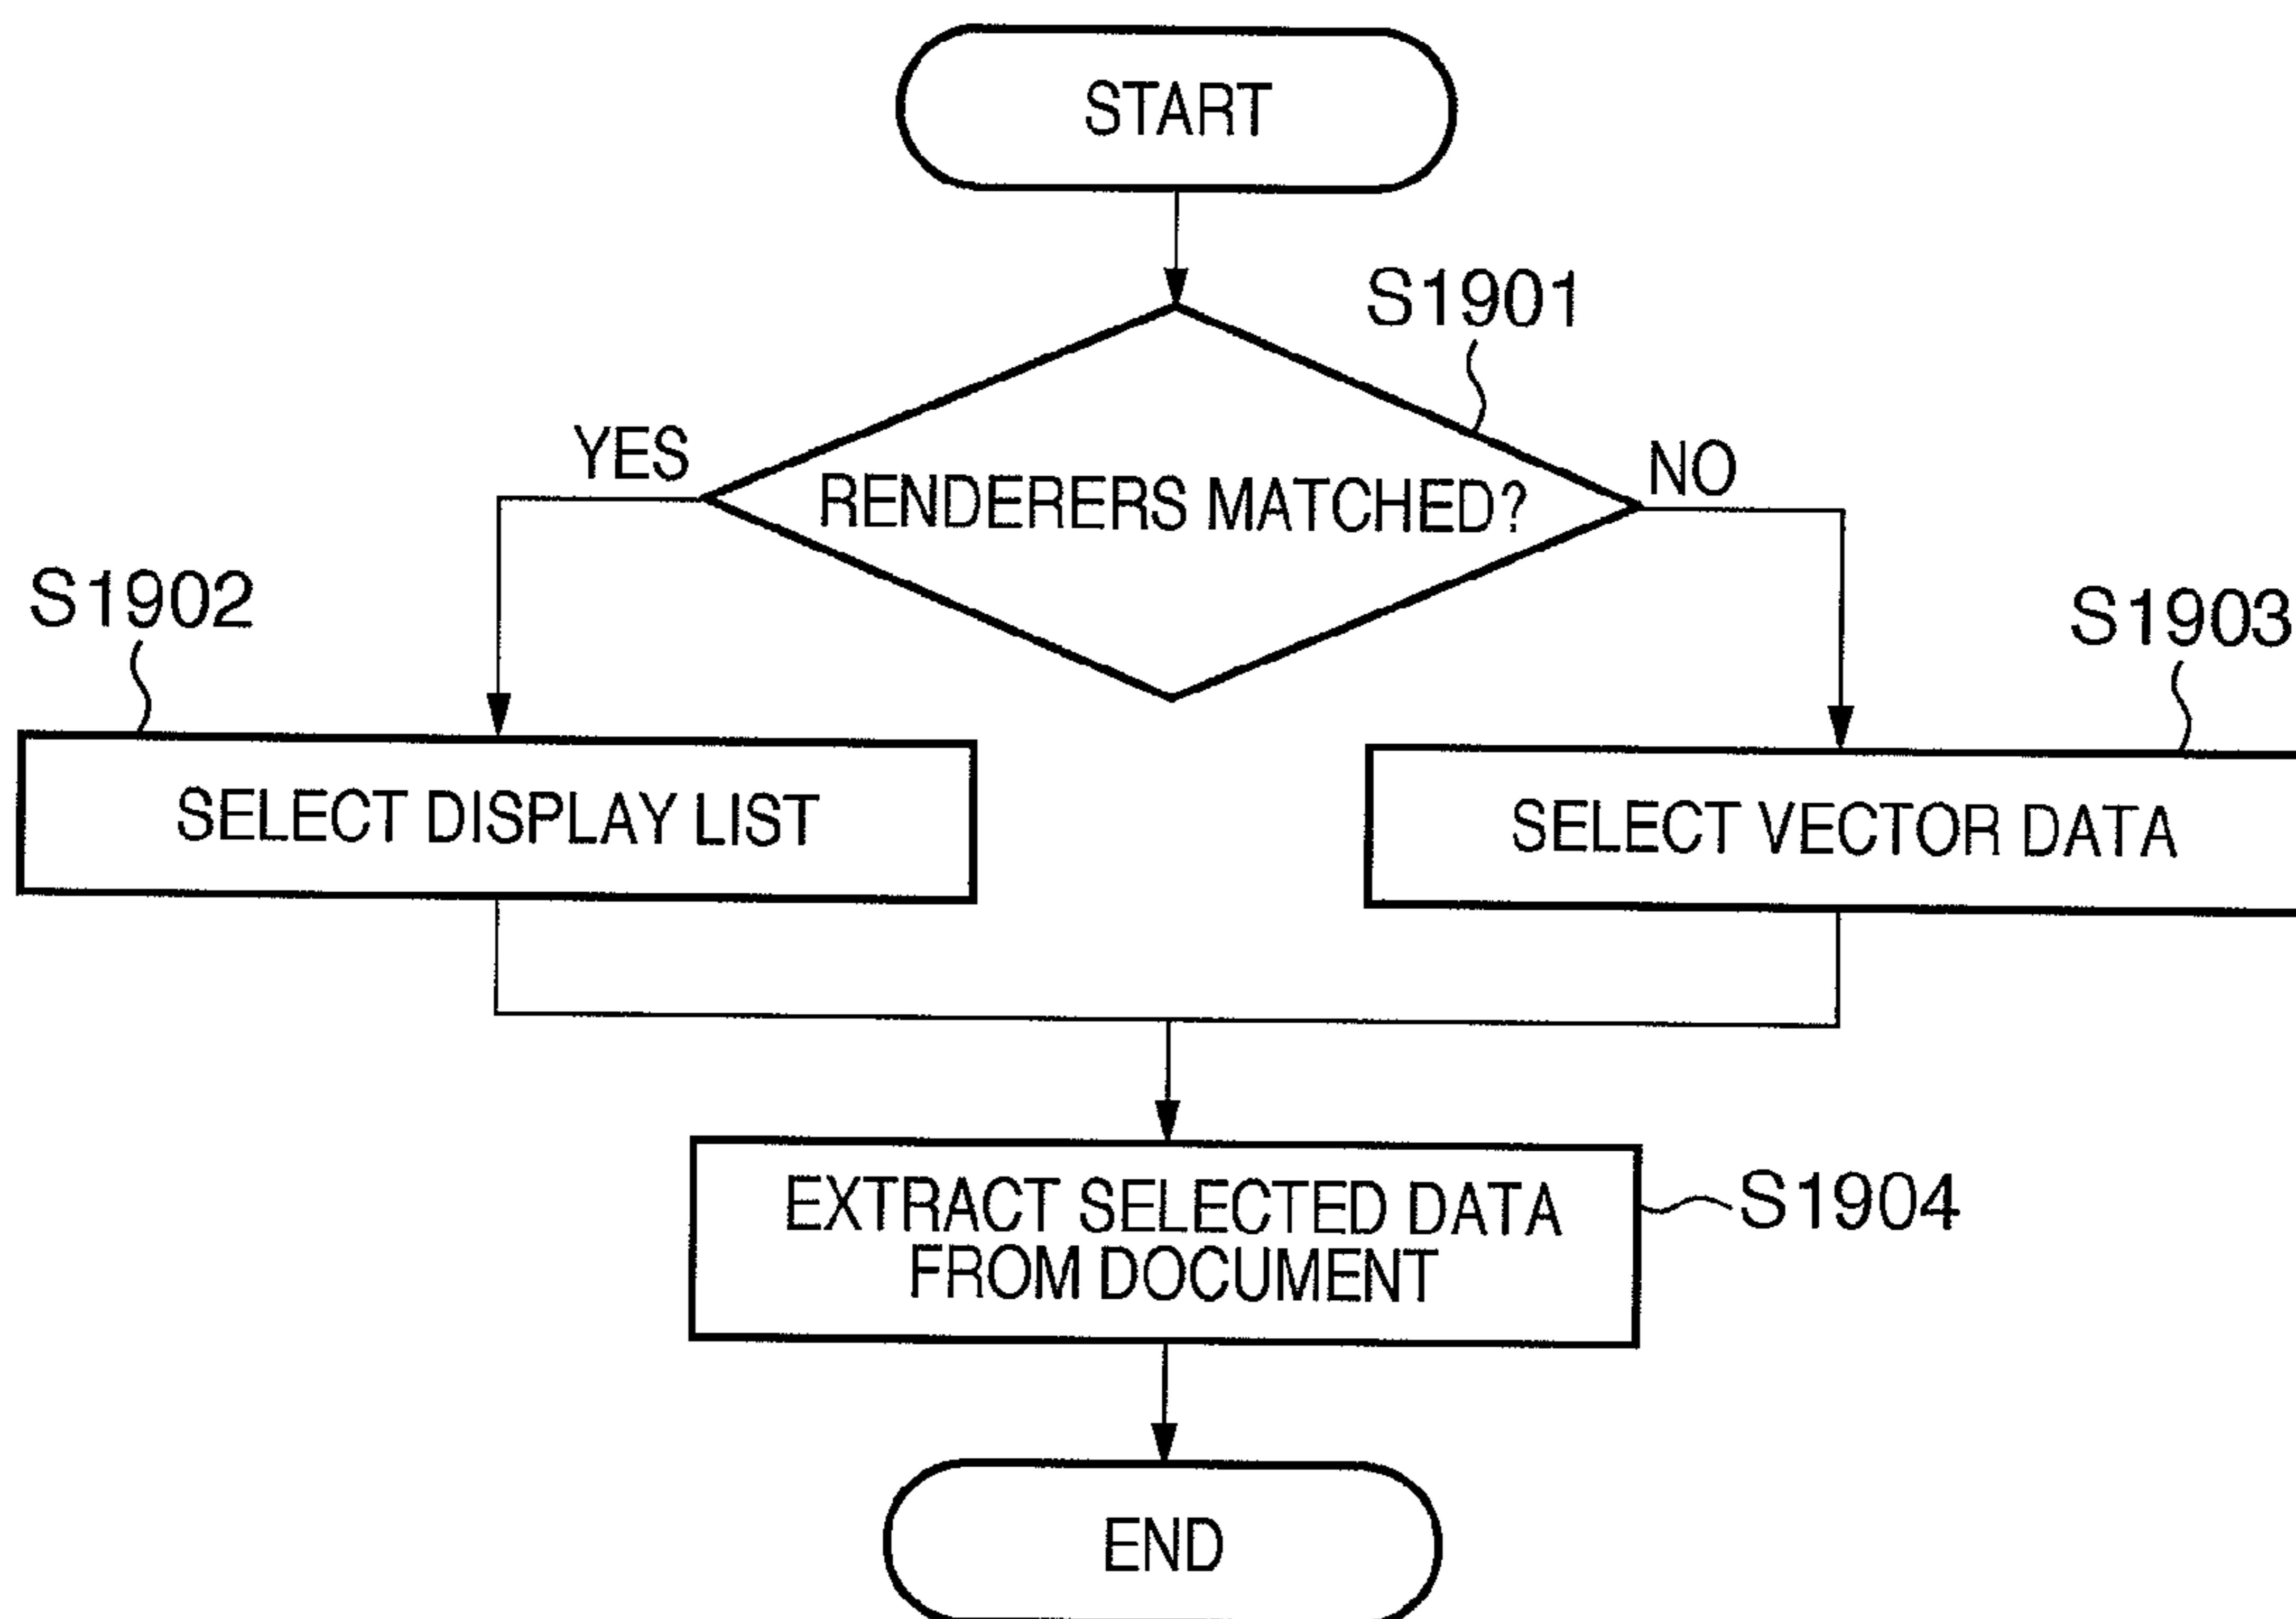 START
S1901
YES
RENDERERS MATCHED?
NO
S1902
S1903
SELECT DISPLAY LIST
SELECT VECTOR DATA
EXTRACT SELECTED DATA
FROM DOCUMENT
S1904
END